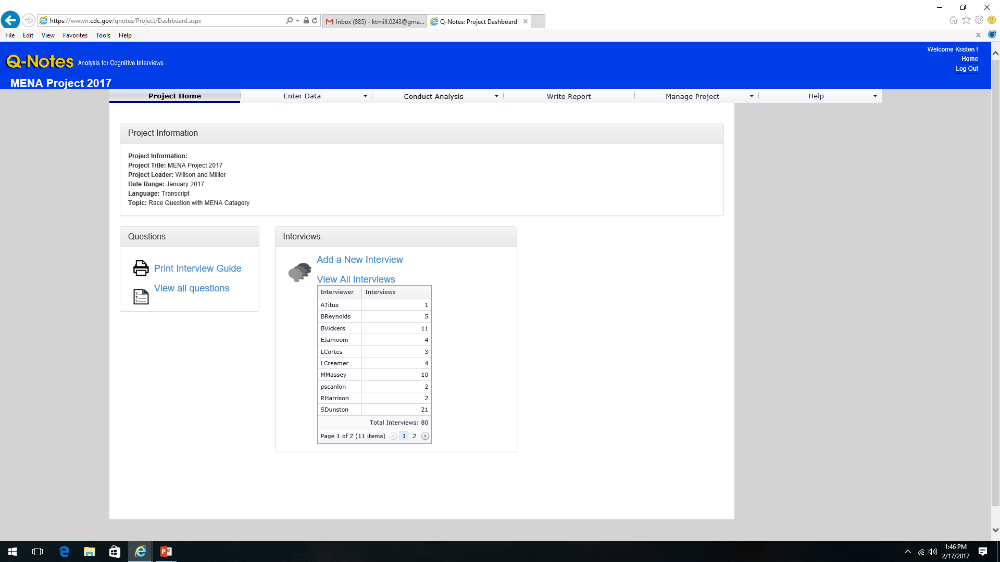 https://wwwn.cdc.gov/qnotes/Project/Dashboard.aspx
Inbox (885) - ktmill.0243@gma...
Q-Notes: Project Dashboard
File Edit View Favorites Tools Help
Welcome Kristen !
Home
Log Out
Q-Notes Analysis for Cognitive Interviews
MENA Project 2017
Project Home Enter Data Conduct Analysis Write Report Manage Project Help
Project Information
Project Information:
Project Title: MENA Project 2017
Project Leader: Willson and Milller
Date Range: January 2017
Language: Transcript
Topic: Race Question with MENA Catagory
Questions
Print Interview Guide
View all questions
Interviews
Add a New Interview
View All Interviews
Interviewer Interviews
ATitus 1
BReynolds 5
BVickers 11
EJamoom 4
LCortes 3
LCreamer 4
MMassey 10
pscanlon 2
RHarrison 2
SDunston 21
Total Interviews: 80
Page 1 of 2 (11 items) 1 2
1:46 PM
2/17/2017